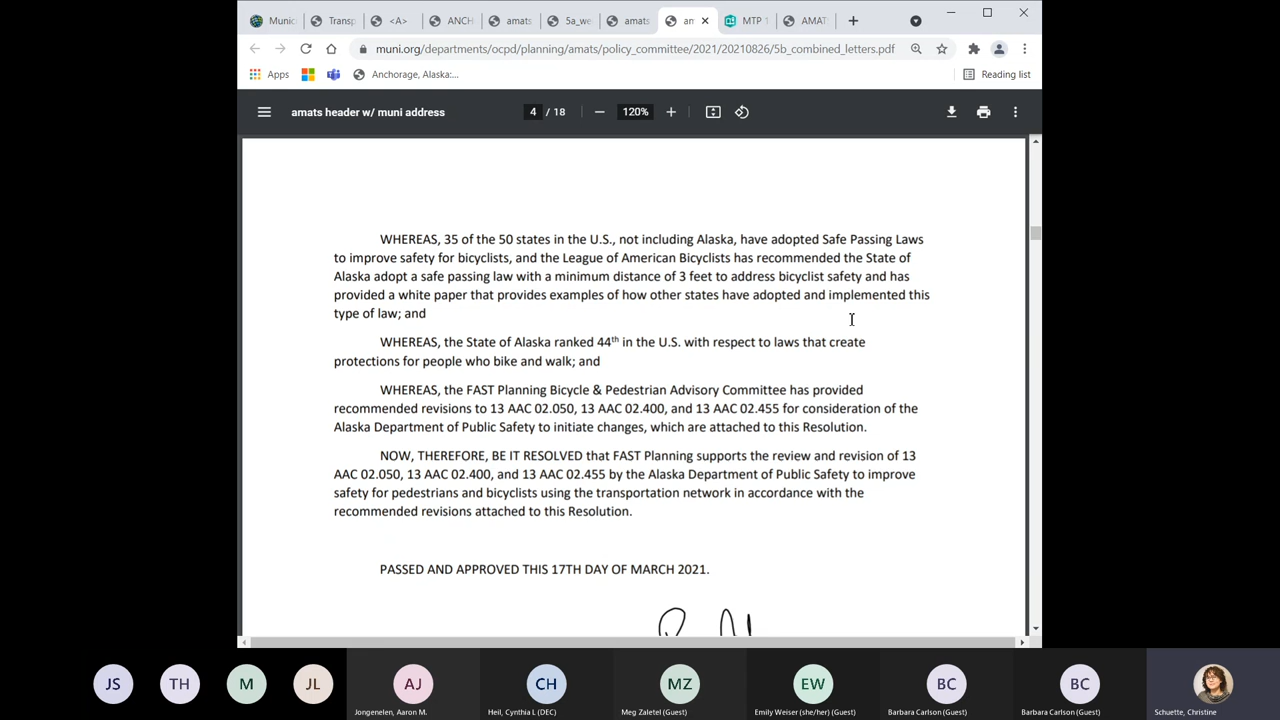 Munici
Transp
<A>
ANCH
amats
5a_we
amats
am
MTP 1
AMAT
muni.org/departments/ocpd/planning/amats/policy_committee/2021/20210826/5b_combined_letters.pdf
Apps
Anchorage, Alaska:...
Reading list
amats header w/ muni address
4 / 18
120%
WHEREAS, 35 of the 50 states in the U.S., not including Alaska, have adopted Safe Passing Laws
to improve safety for bicyclists, and the League of American Bicyclists has recommended the State of
Alaska adopt a safe passing law with a minimum distance of 3 feet to address bicyclist safety and has
provided a white paper that provides examples of how other states have adopted and implemented this
type of law; and
WHEREAS, the State of Alaska ranked 44th in the U.S. with respect to laws that create
protections for people who bike and walk; and
WHEREAS, the FAST Planning Bicycle & Pedestrian Advisory Committee has provided
recommended revisions to 13 AAC 02.050, 13 AAC 02.400, and 13 AAC 02.455 for consideration of the
Alaska Department of Public Safety to initiate changes, which are attached to this Resolution.
NOW, THEREFORE, BE IT RESOLVED that FAST Planning supports the review and revision of 13
AAC 02.050, 13 AAC 02.400, and 13 AAC 02.455 by the Alaska Department of Public Safety to improve
safety for pedestrians and bicyclists using the transportation network in accordance with the
recommended revisions attached to this Resolution.
PASSED AND APPROVED THIS 17TH DAY OF MARCH 2021.
JS
TH
M
JL
AJ
CH
MZ
EW
BC
BC
Jongenelen, Aaron M.
Heil, Cynthia L (DEC)
Meg Zaletel (Guest)
Emily Weiser (she/her) (Guest)
Barbara Carlson (Guest)
Barbara Carlson (Guest)
Schuette, Christine